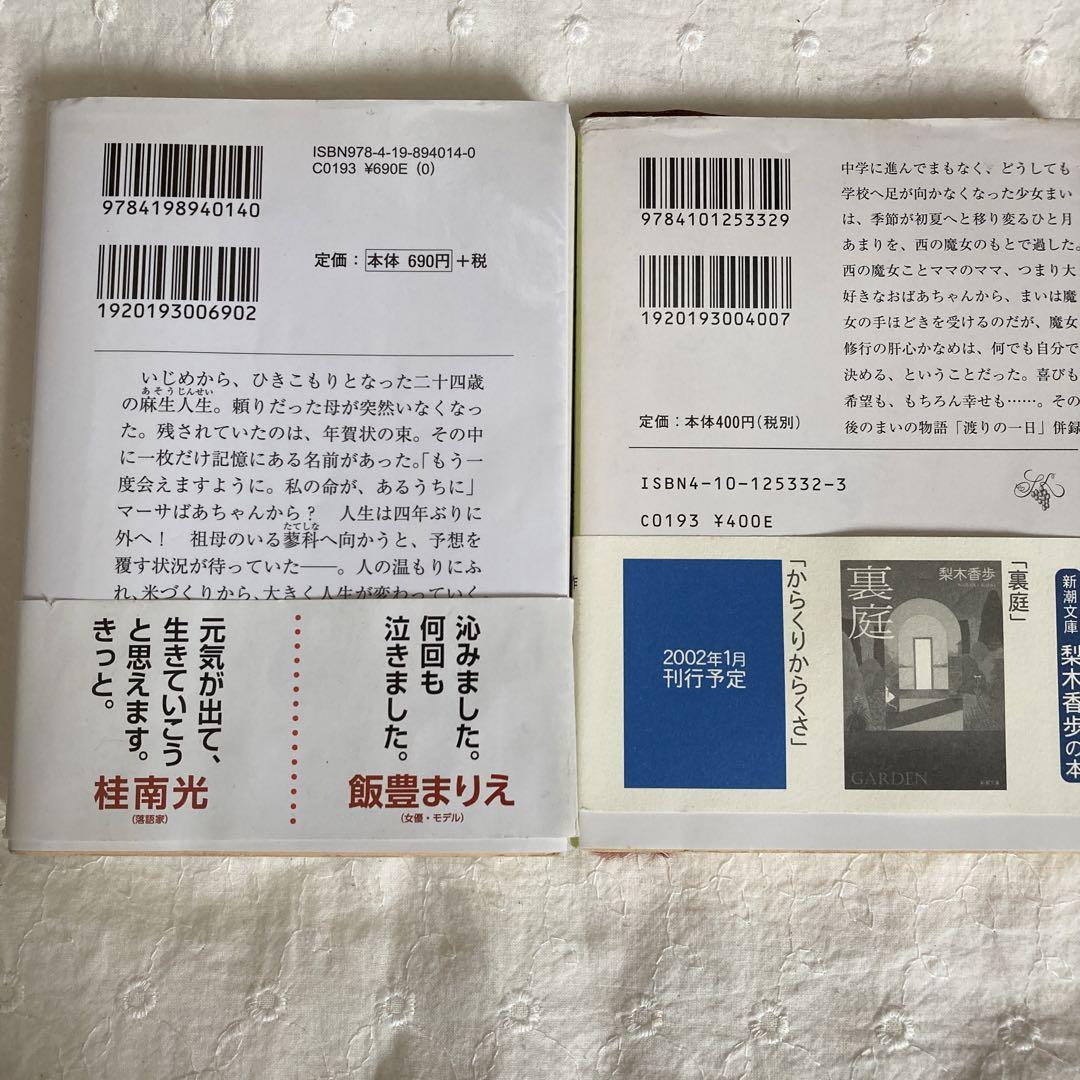 ISBN978-4-19-894014-0
C0193 ¥690E (0)
9784198940140
定価：本体 690円＋税
1920193006902
いじめから、ひきこもりとなった二十四歳
の麻生人生。頼りだった母が突然いなくなっ
あそうじんせい
た。残されていたのは、年賀状の束。その中
に一枚だけ記憶にある名前があった。「もう一
度会えますように。私の命が、あるうちに」
マーサばあちゃんから？　人生は四年ぶりに
外へ！　祖母のいる蓼科へ向かうと、予想を
たてしな
覆す状況が待っていた――。人の温もりにふ
れ、米づくりから、大きく人生が変わっていく
沁みました。
何回も
泣きました。
飯豊まりえ
(女優・モデル)
元気が出て、
生きていこう
と思えます。
きっと。
桂南光
(落語家)
9784101253329
1920193004007
定価：本体400円(税別)
中学に進んでまもなく、どうしても
学校へ足が向かなくなった少女まい
は、季節が初夏へと移り変るひと月
あまりを、西の魔女のもとで過した。
西の魔女ことママのママ、つまり大
好きなおばあちゃんから、まいは魔
女の手ほどきを受けるのだが、魔女
修行の肝心かなめは、何でも自分で
決める、ということだった。喜びも
希望も、もちろん幸せも……。その
後のまいの物語「渡りの一日」併録
ISBN4-10-125332-3
C0193 ¥400E
新潮文庫 梨木香歩の本
「裏庭」
裏庭
梨木香歩
GARDEN
新潮文庫
「からくりからくさ」
2002年1月
刊行予定
作